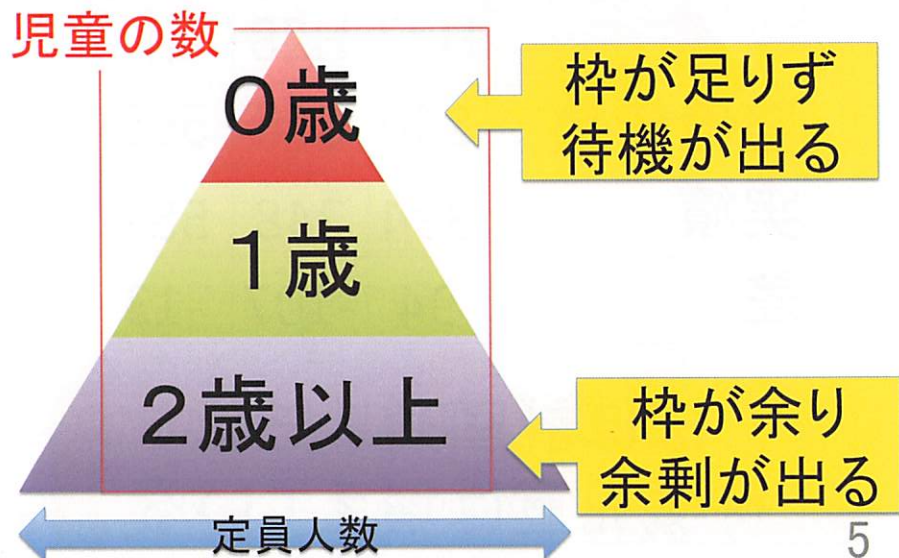 児童の数
0歳
枠が足りず
待機が出る
1歳
2歳以上
枠が余り
余剰が出る
定員人数
5